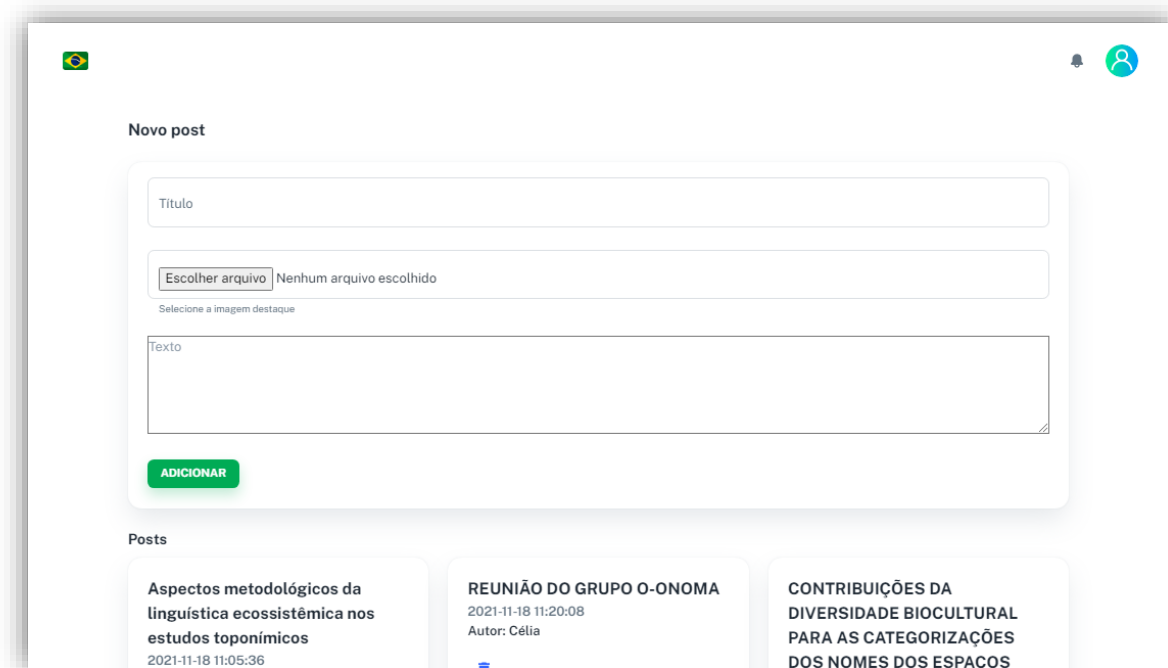 Novo post
Título
Escolher arquivo Nenhum arquivo escolhido
Selecione a imagem destaque
Texto
ADICIONAR
Posts
Aspectos metodológicos da
linguística ecossistêmica nos
estudos toponímicos
2021-11-18 11:05:36
REUNIÃO DO GRUPO O-ONOMA
2021-11-18 11:20:08
Autor: Célia
CONTRIBUIÇÕES DA
DIVERSIDADE BIOCULTURAL
PARA AS CATEGORIZAÇÕES
DOS NOMES DOS ESPAÇOS